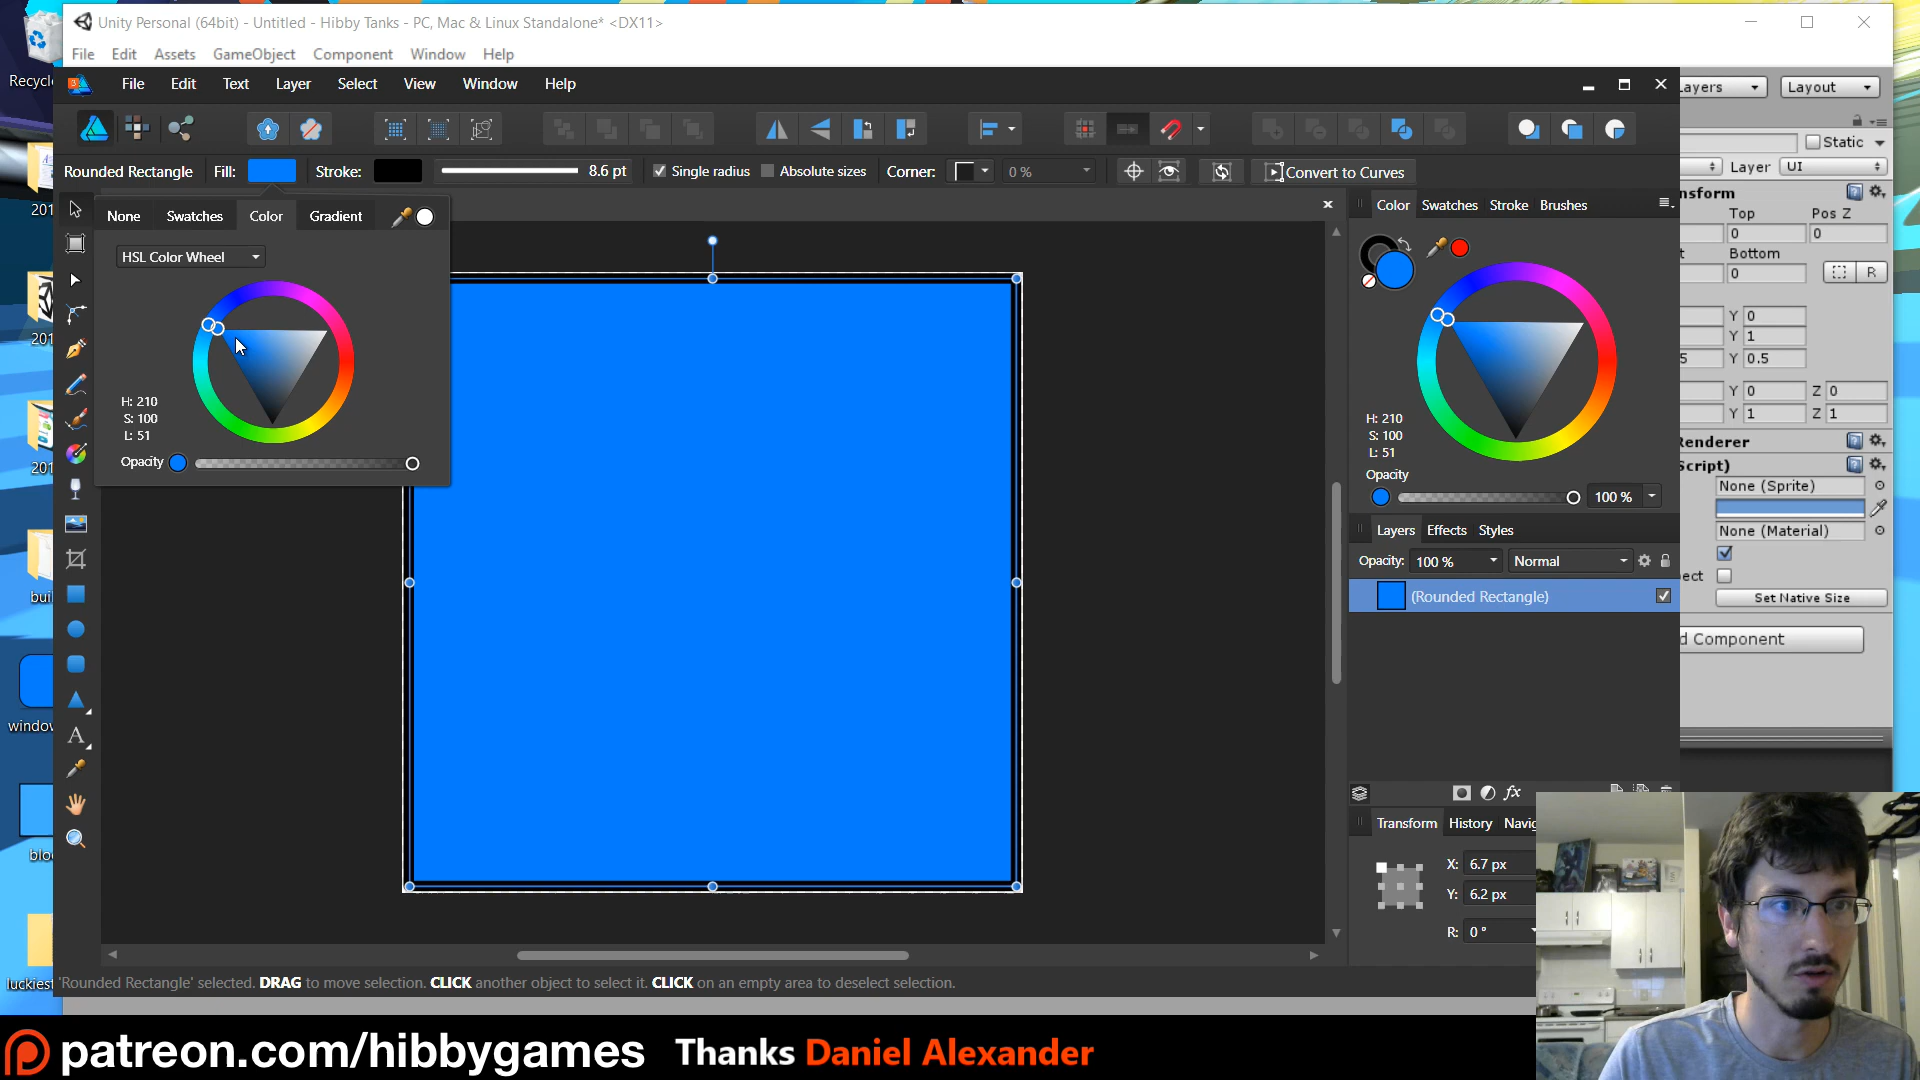 Unity Personal (64bit) - Untitled - Hibby Tanks - PC, Mac & Linux Standalone* <DX11>
File Edit Assets GameObject Component Window Help
File Edit Text Layer Select View Window Help
Layout
Static
Rounded Rectangle Fill: Stroke: 8.6 pt Single radius Absolute sizes Corner: 0 % Convert to Curves
Layer UI
None Swatches Color Gradient
Color Swatches Stroke Brushes
Top Pos Z
0 0
Bottom
0 R
HSL Color Wheel
Y 0
Y 1
5 Y 0.5
Y 0 Z 0
Y 1 Z 1
H: 210
S: 100
L: 51
Opacity
H: 210
S: 100
L: 51
Opacity
100 %
None (Sprite)
None (Material)
Set Native Size
Layers Effects Styles
Opacity: 100 % Normal
(Rounded Rectangle)
Component
Transform History
X: 6.7 px
Y: 6.2 px
R: 0 °
'Rounded Rectangle' selected. DRAG to move selection. CLICK another object to select it. CLICK on an empty area to deselect selection.
patreon.com/hibbygames Thanks Daniel Alexander